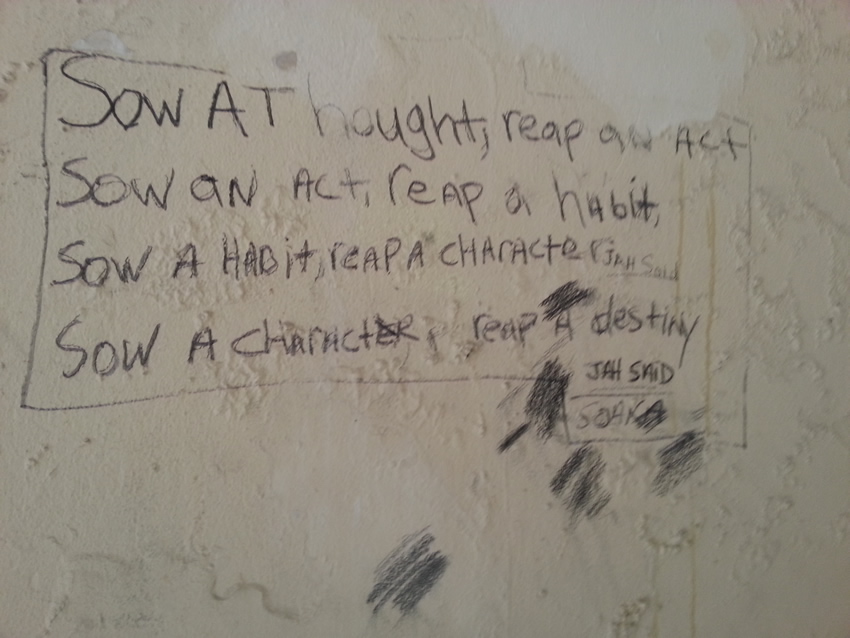 Sow A Thought, reap an Act
Sow an Act, reap a habit,
Sow A HABit, reAP A CHARActer, JAH Said
Sow A CHARACtER, reap A destiny
JAH SAID